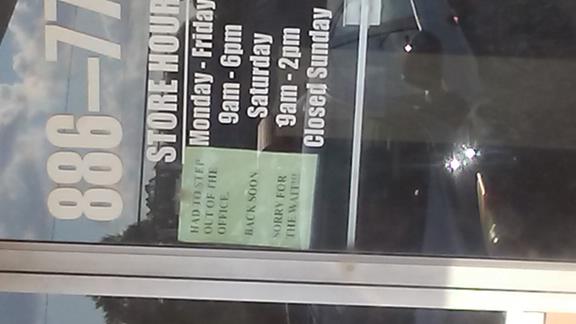 886-77
STORE HOUR
Monday - Friday
9am - 6pm
Saturday
9am - 2pm
Closed Sunday
HAD TO STEP
OUT OF THE
OFFICE.
BACK SOON
SORRY FOR
THE WAIT!!!